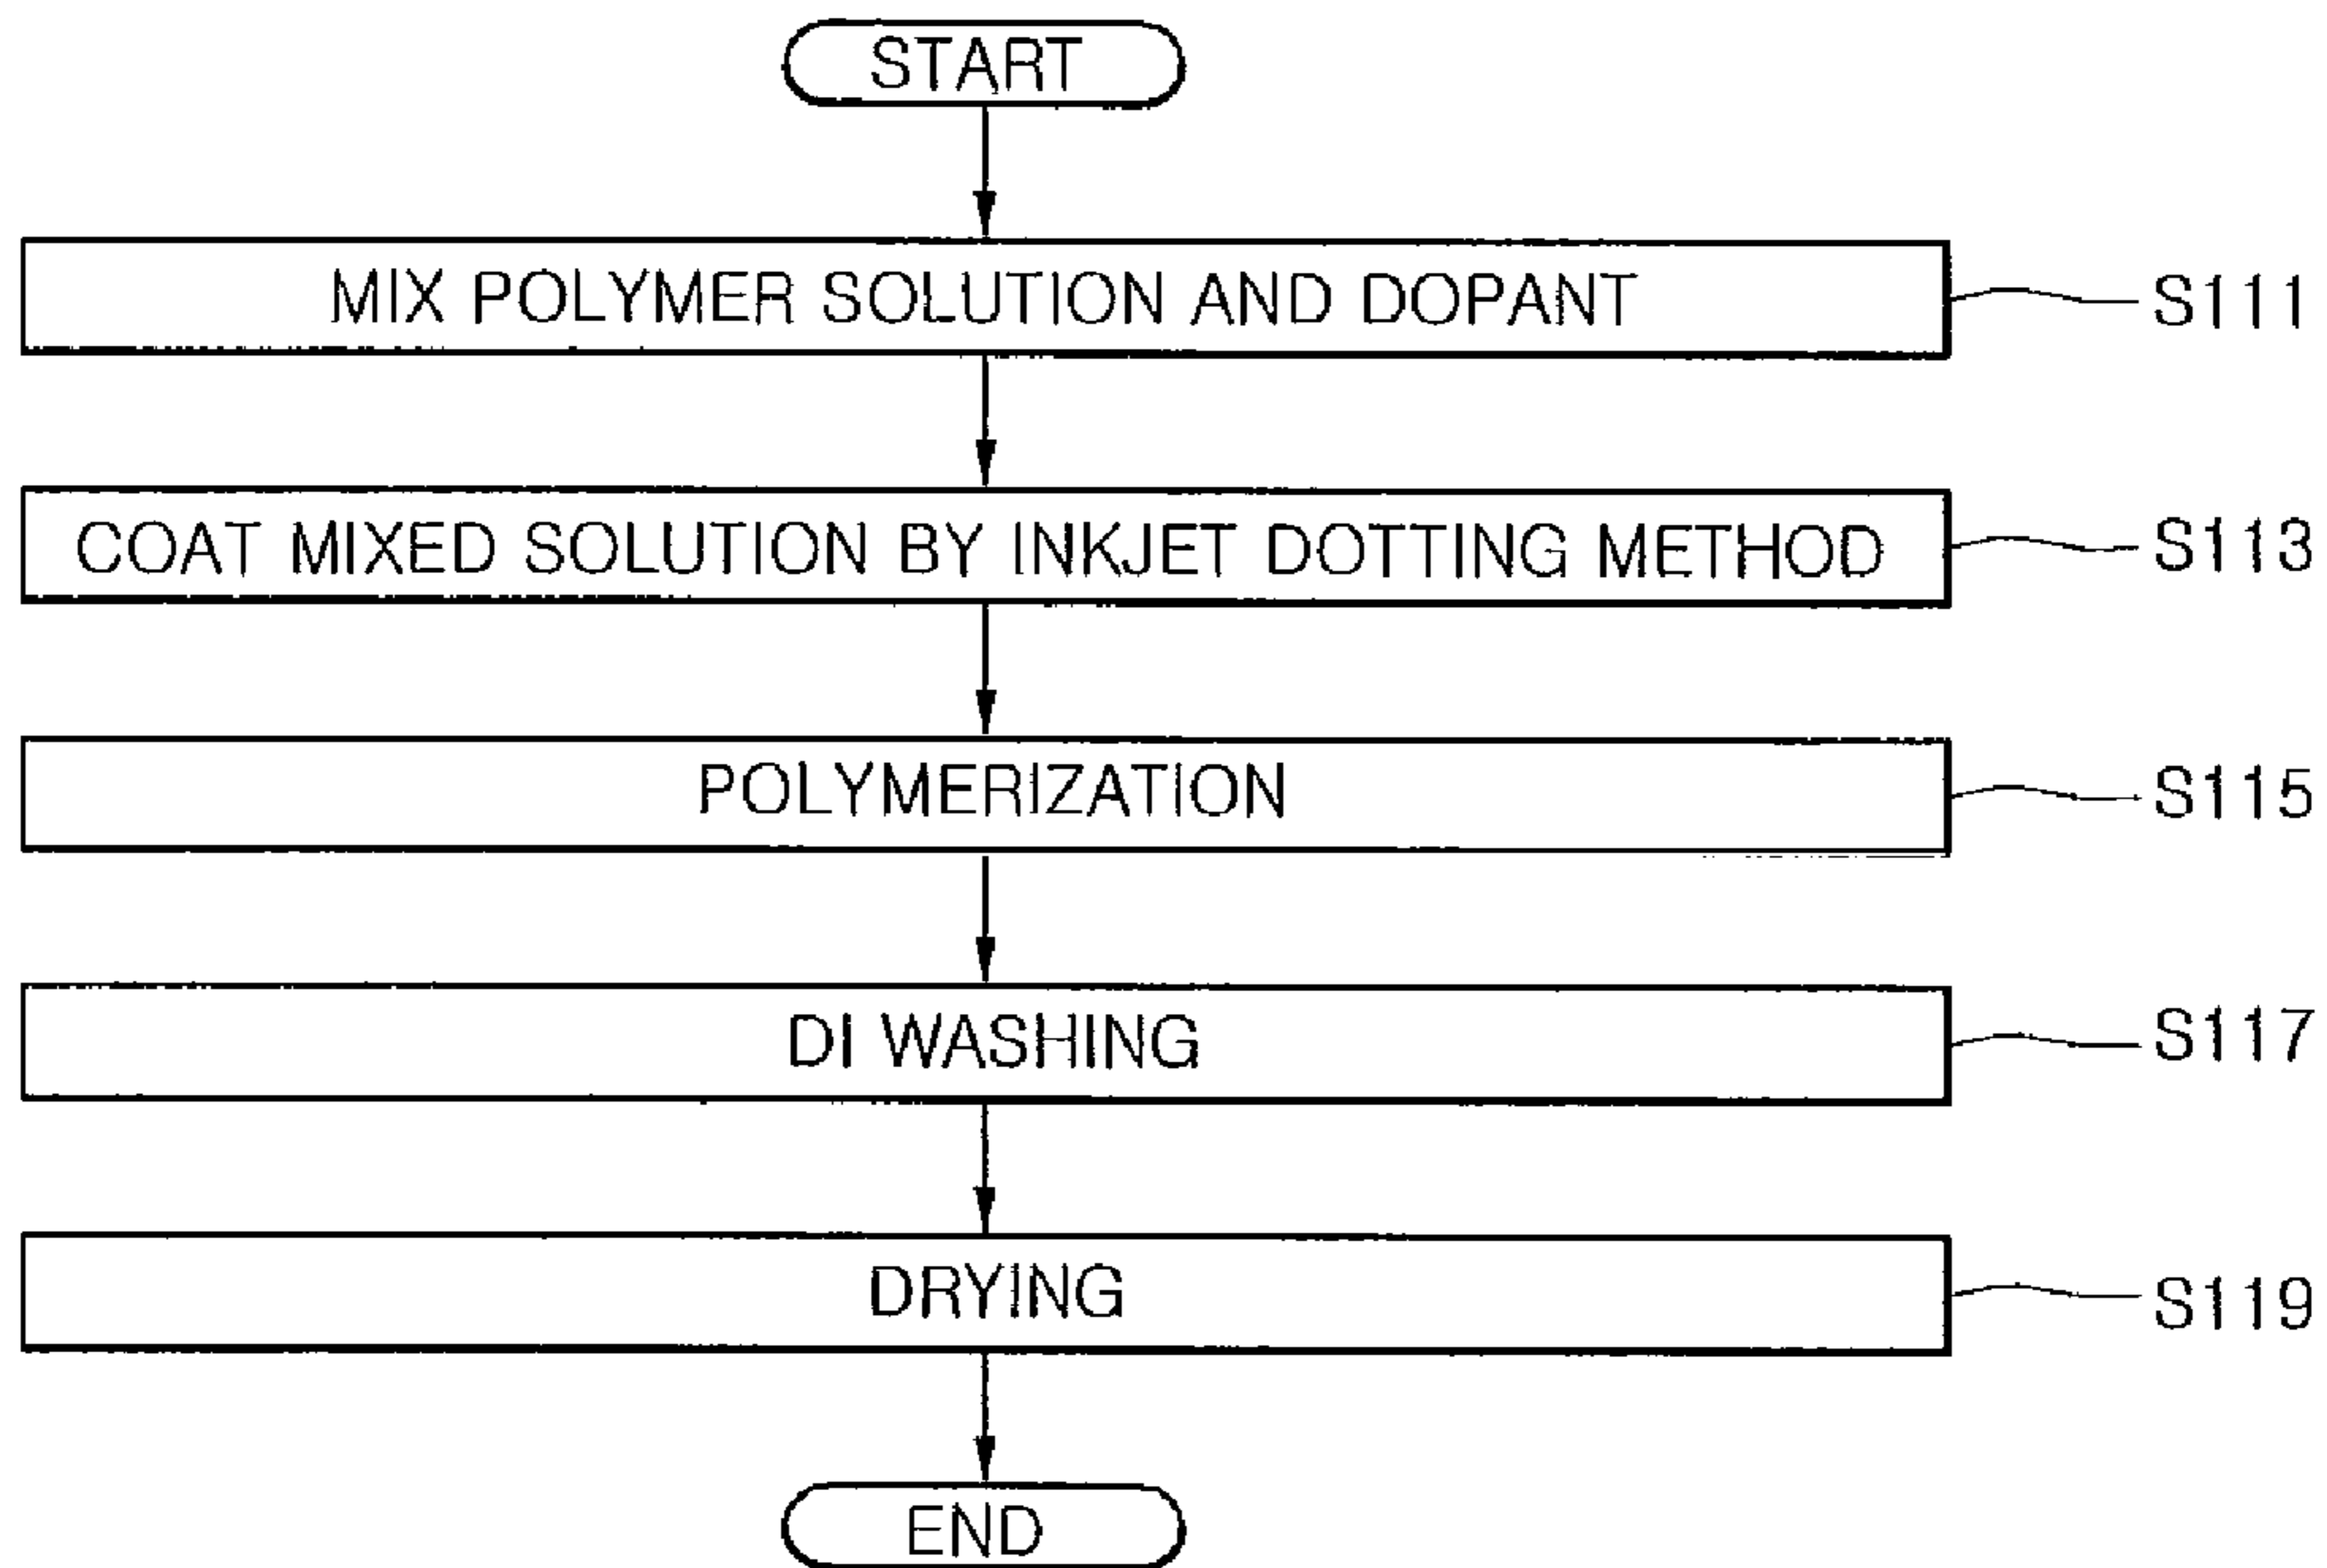 START
MIX POLYMER SOLUTION AND DOPANT
S111
COAT MIXED SOLUTION BY INKJET DOTTING METHOD
S113
POLYMERIZATION
S115
DI WASHING
S117
DRYING
S119
END